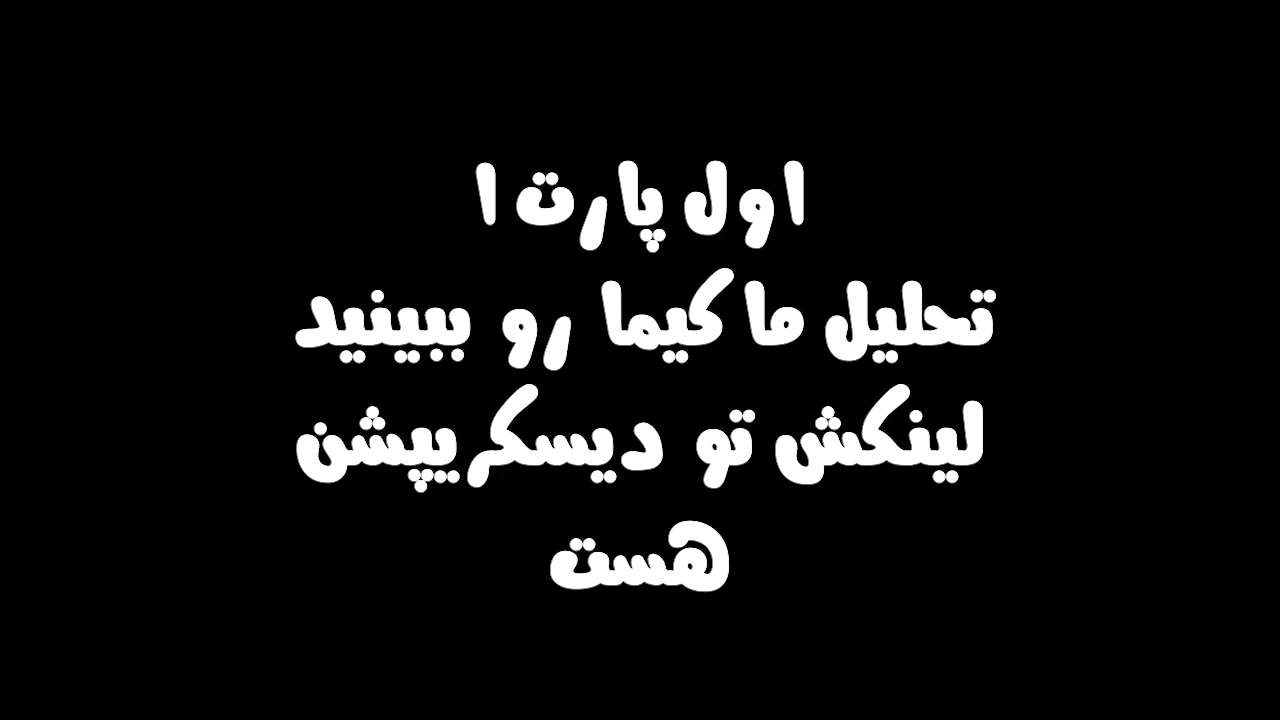 اول پارت ۱
تحلیل ماکیما رو ببینید
لینکش تو دیسکریپشن
هست